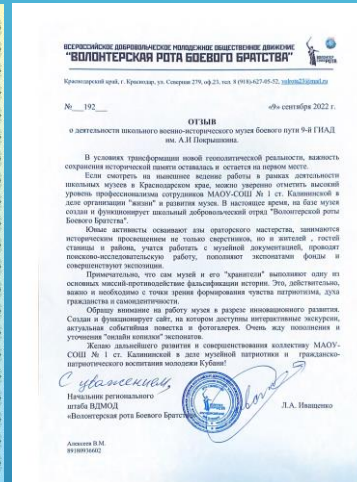 ВСЕРОССИЙСКОЕ ДОБРОВОЛЬЧЕСКОЕ МОЛОДЕЖНОЕ ОБЩЕСТВЕННОЕ ДВИЖЕНИЕ
"ВОЛОНТЕРСКАЯ РОТА БОЕВОГО БРАТСТВА"
Краснодарский край, г. Краснодар, ул. Северная 279, оф.23, тел. 8 (918)-627-05-52, volrota23@mail.ru
№ 192 «9» сентября 2022 г.
ОТЗЫВ
о деятельности школьного военно-исторического музея боевого пути 9-й ГИАД
им. А.И Покрышкина.
В условиях трансформации новой геополитической реальности, важность
сохранения исторической памяти оставалась и остается на первом месте.
Если смотреть на нынешнее ведение работы в рамках деятельности
школьных музеев в Краснодарском крае, можно уверенно отметить высокий
уровень профессионализма сотрудников МАОУ-СОШ № 1 ст. Калининской в
деле организации "жизни" и развития музея. В настоящее время, на базе музея
создан и функционирует школьный добровольческий отряд "Волонтерской роты
Боевого Братства".
Юные активисты осваивают азы ораторского мастерства, занимаются
историческим просвещением не только сверстников, но и жителей , гостей
станицы и района, учатся работать с музейной документацией, проводят
поисково-исследовательскую работу, пополняют экспонатами фонды и
совершенствуют экспозиции.
Примечательно, что сам музей и его "хранители" выполняют одну из
основных миссий-противодействие фальсификации истории. Это, действительно,
важно и необходимо с точки зрения формирования чувства патриотизма, духа
гражданства и самоидентичности.
Обращу внимание на работу музея в разрезе инновационного развития.
Создан и функционирует сайт, на котором доступны интерактивные экскурсии,
актуальная событийная повестка и фотогалерея. Очень жду пополнения и
уточнения "онлайн копилки" экспонатов.
Желаю дальнейшего развития и совершенствования коллективу МАОУ-
СОШ № 1 ст. Калининской в деле музейной патриотики и гражданско-
патриотического воспитания молодежи Кубани!
С уважением,
Начальник регионального
штаба ВДМОД
«Волонтерская рота Боевого Братства» Л.А. Иващенко
В.М.
89180936602